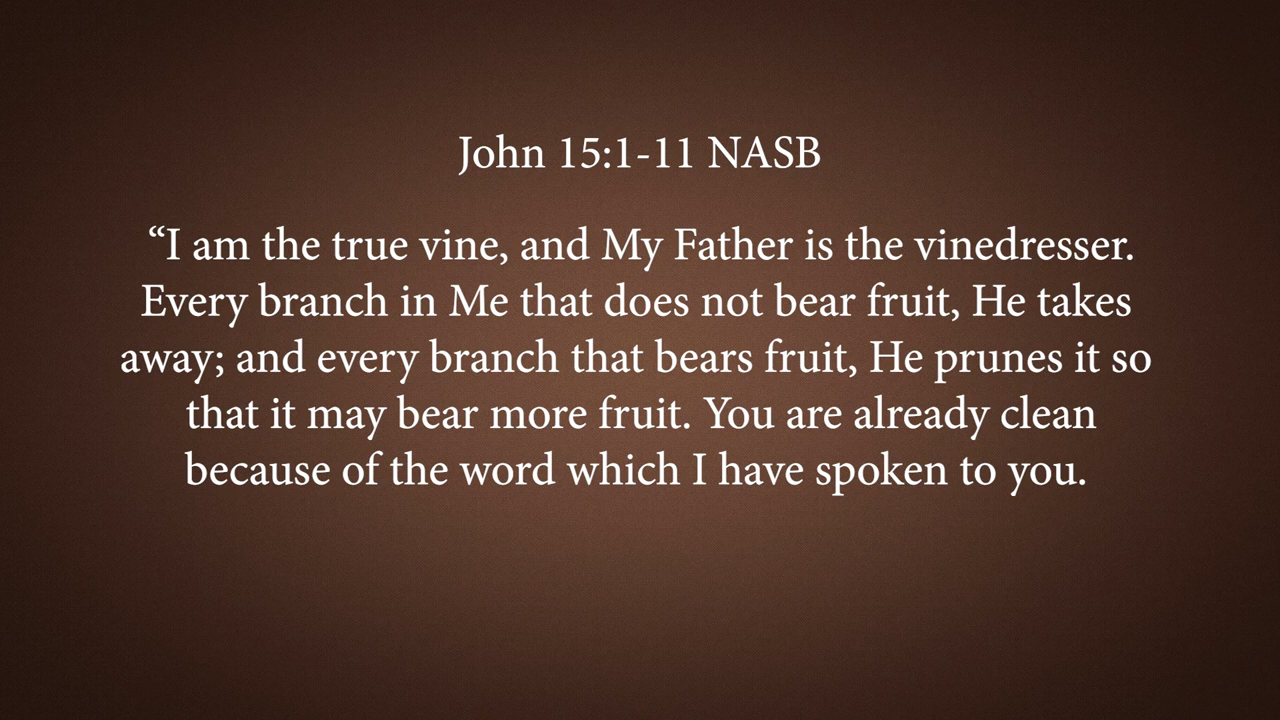 John 15:1-11 NASB
“I am the true vine, and My Father is the vinedresser.
Every branch in Me that does not bear fruit, He takes
away; and every branch that bears fruit, He prunes it so
that it may bear more fruit. You are already clean
because of the word which I have spoken to you.